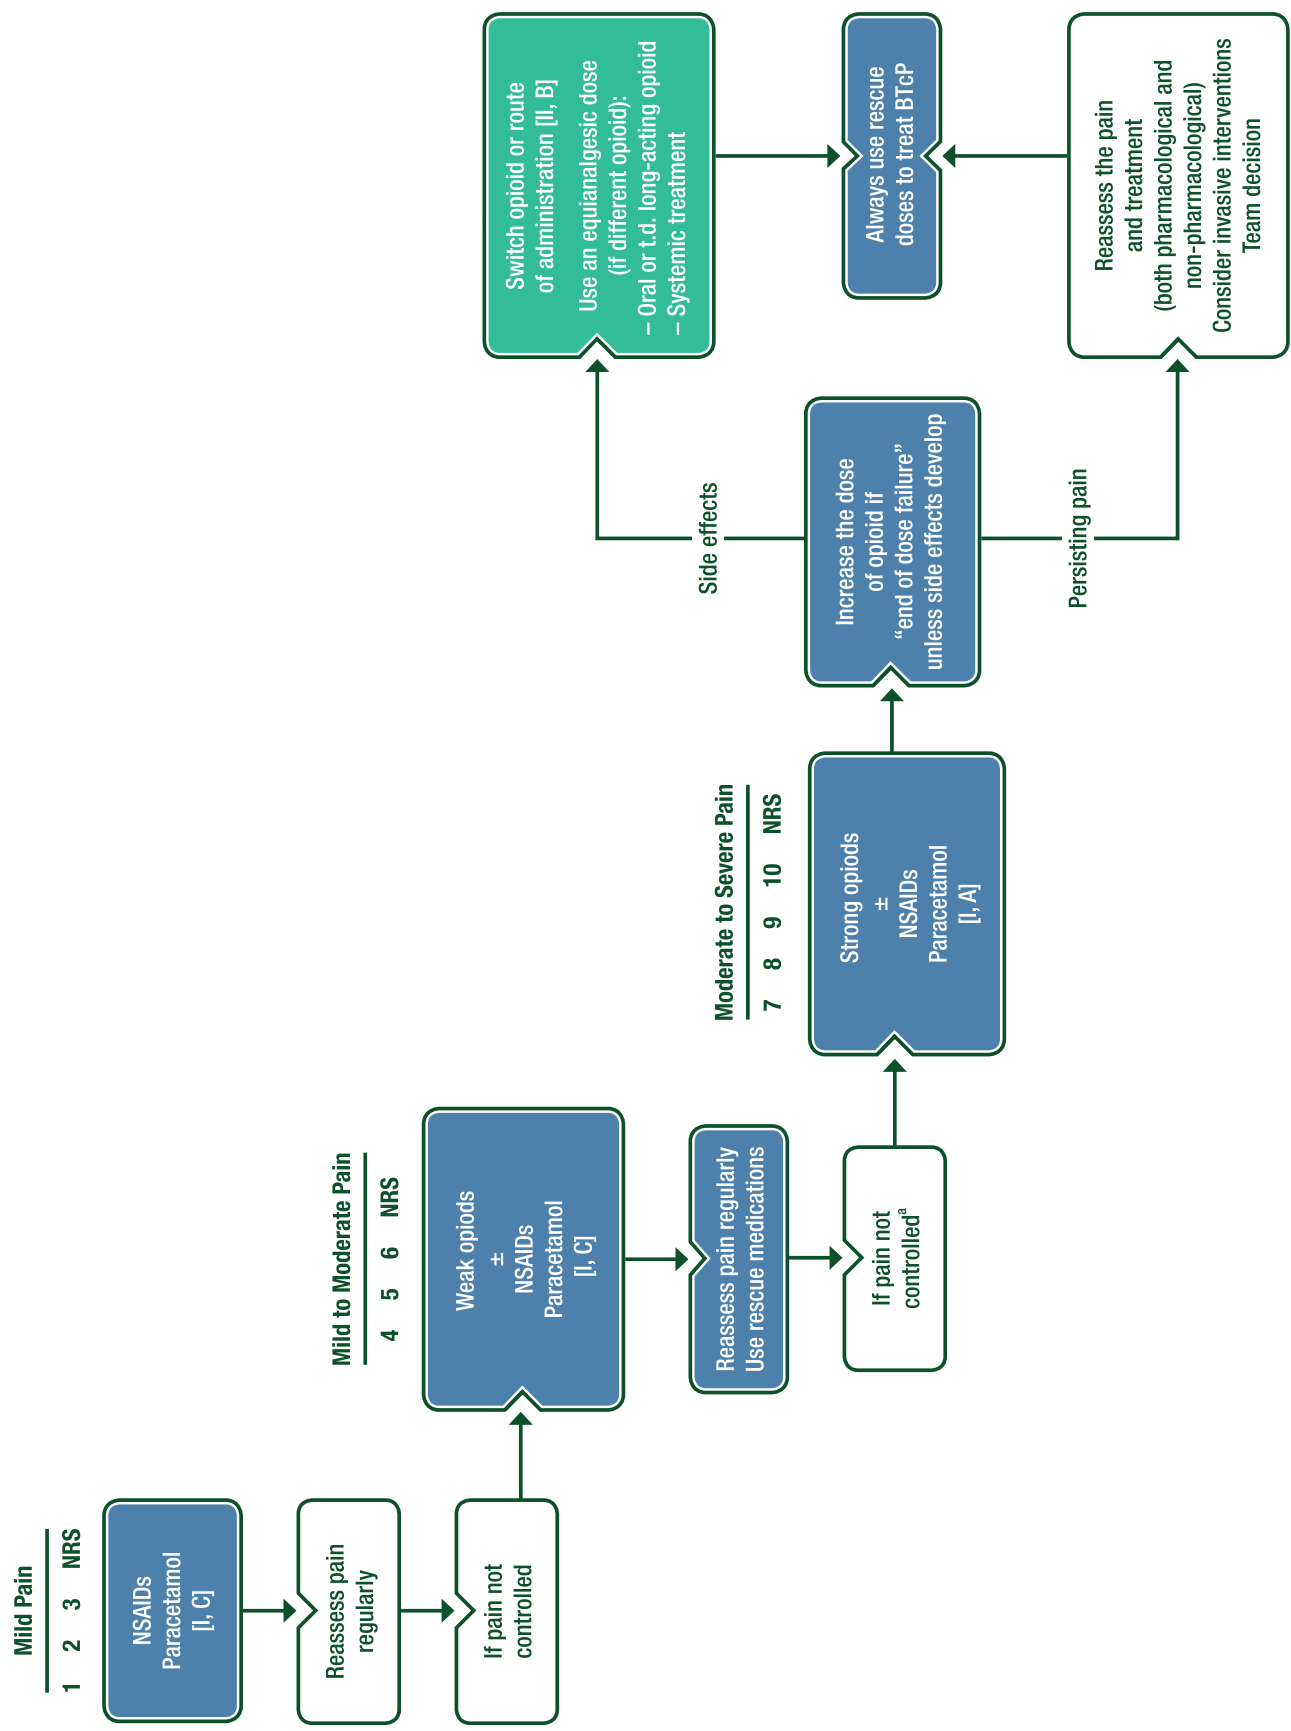 Mild Pain
1 2 3 NRS
NSAIDs
Paracetamol
[I, C]
Reassess pain
regularly
If pain not
controlled
Mild to Moderate Pain
4 5 6 NRS
Weak opiods
±
NSAIDs
Paracetamol
[I, C]
Reassess pain regularly
Use rescue medications
If pain not
controlledª
Moderate to Severe Pain
7 8 9 10 NRS
Strong opiods
±
NSAIDs
Paracetamol
[I, A]
Increase the dose
of opioid if
“end of dose failure”
unless side effects develop
Side effects
Persisting pain
Switch opioid or route
of administration [II, B]
Use an equianalgesic dose
(if different opioid):
– Oral or t.d. long-acting opioid
– Systemic treatment
Always use rescue
doses to treat BTcP
Reassess the pain
and treatment
(both pharmacological and
non-pharmacological)
Consider invasive interventions
Team decision